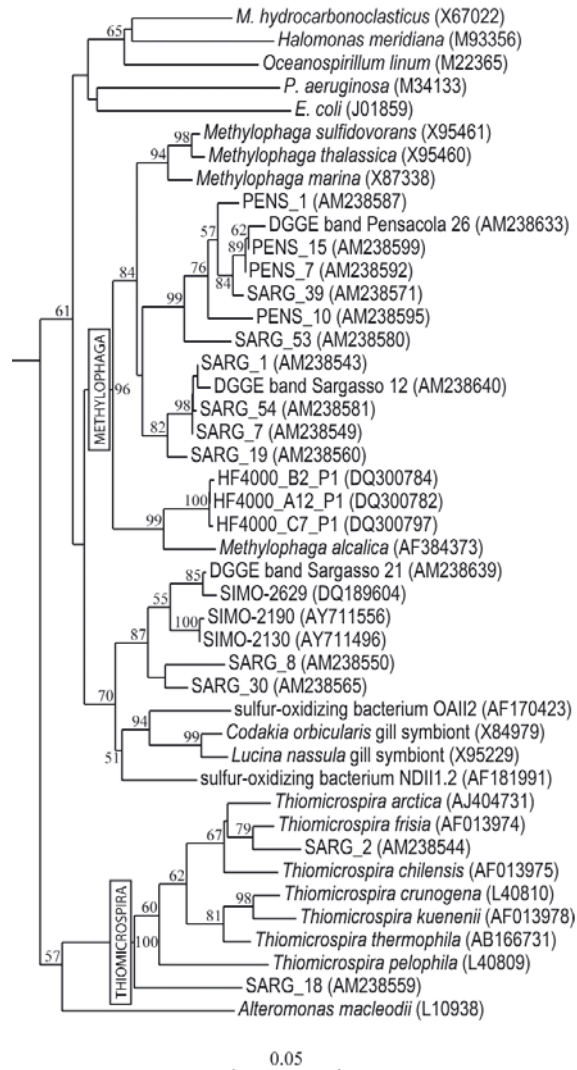 M. hydrocarbonoclasticus (X67022)
65
Halomonas meridiana (M93356)
Oceanospirillum linum (M22365)
P. aeruginosa (M34133)
E. coli (J01859)
98
Methylophaga sulfidovorans (X95461)
94
Methylophaga thalassica (X95460)
Methylophaga marina (X87338)
PENS_1 (AM238587)
57
62
DGGE band Pensacola 26 (AM238633)
89
PENS_15 (AM238599)
84
76
PENS_7 (AM238592)
84
99
SARG_39 (AM238571)
61
PENS_10 (AM238595)
SARG_53 (AM238580)
METHYLOPHAGA
96
SARG_1 (AM238543)
DGGE band Sargasso 12 (AM238640)
98
SARG_54 (AM238581)
82
SARG_7 (AM238549)
SARG_19 (AM238560)
HF4000_B2_P1 (DQ300784)
100
HF4000_A12_P1 (DQ300782)
99
HF4000_C7_P1 (DQ300797)
Methylophaga alcalica (AF384373)
85
DGGE band Sargasso 21 (AM238639)
55
SIMO-2629 (DQ189604)
87
100
SIMO-2190 (AY711556)
SIMO-2130 (AY711496)
SARG_8 (AM238550)
70
SARG_30 (AM238565)
94
sulfur-oxidizing bacterium OAII2 (AF170423)
99
Codakia orbicularis gill symbiont (X84979)
51
Lucina nassula gill symbiont (X95229)
sulfur-oxidizing bacterium NDII1.2 (AF181991)
Thiomicrospira arctica (AJ404731)
67
79
Thiomicrospira frisia (AF013974)
SARG_2 (AM238544)
62
Thiomicrospira chilensis (AF013975)
98
Thiomicrospira crunogena (L40810)
60
81
Thiomicrospira kuenenii (AF013978)
THIOMICROSPIRA
100
Thiomicrospira thermophila (AB166731)
57
Thiomicrospira pelophila (L40809)
SARG_18 (AM238559)
Alteromonas macleodii (L10938)
0.05